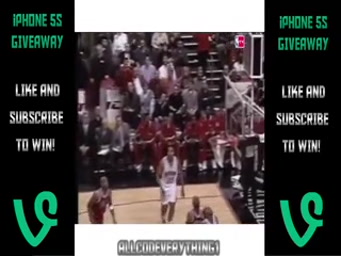 iPHONE 5S
GIVEAWAY
LIKE AND
SUBSCRIBE
TO WIN!
iPHONE 5S
GIVEAWAY
LIKE AND
SUBSCRIBE
TO WIN!
ALLCODEVERYTHING1